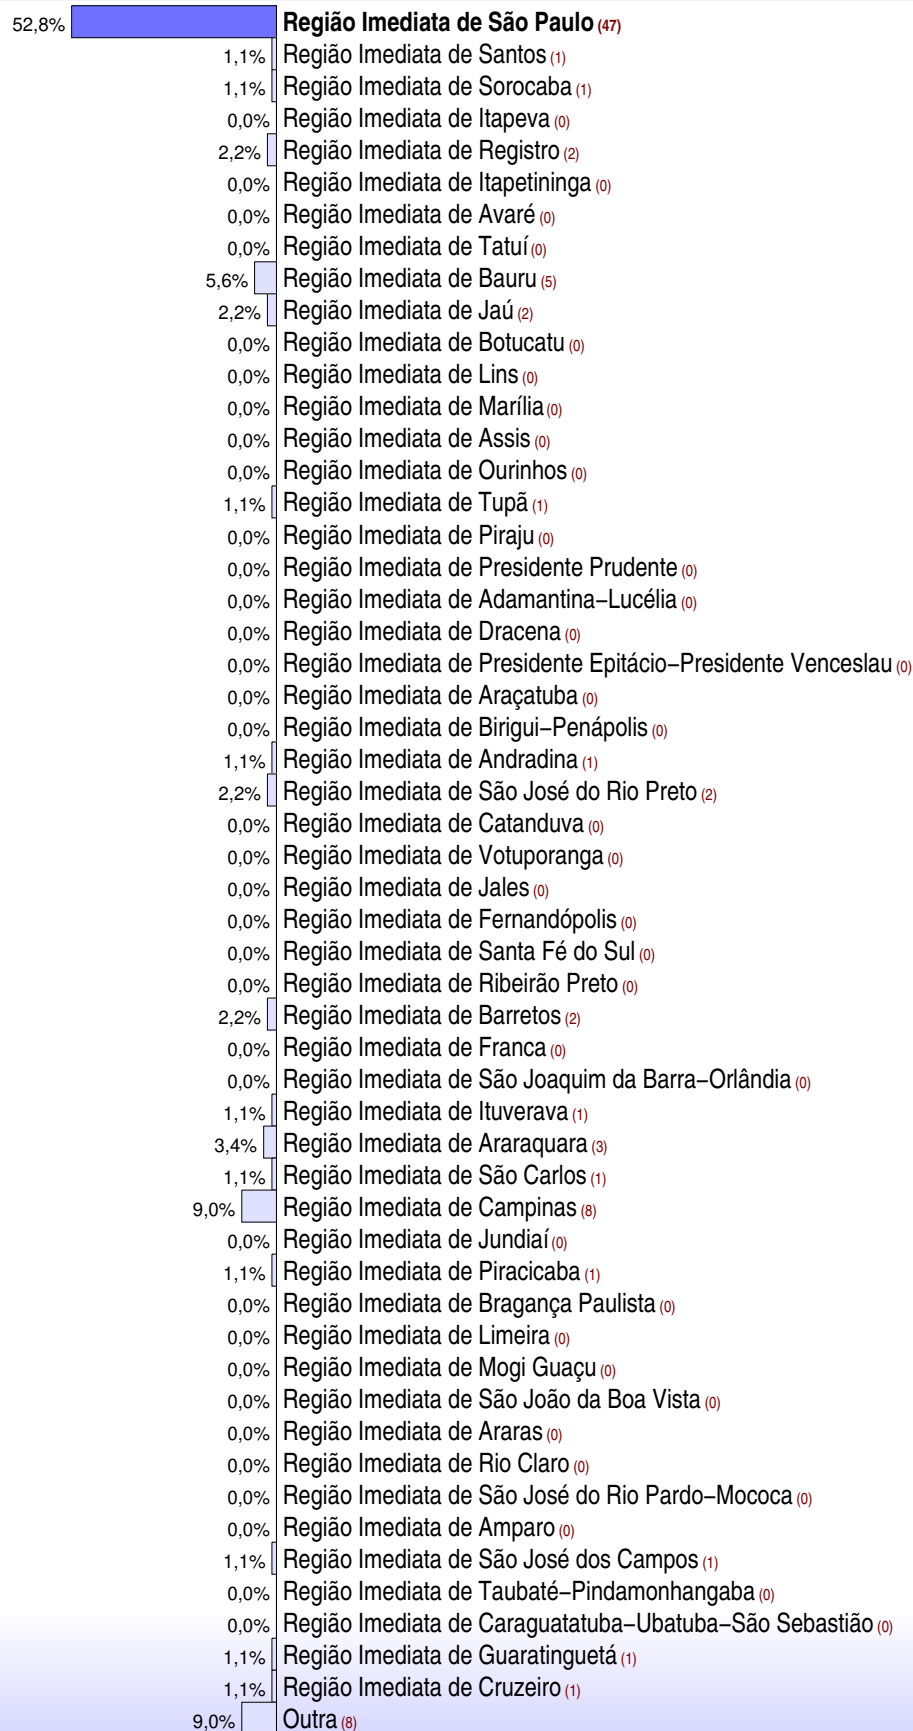 52,8% Região Imediata de São Paulo (47)
1,1% Região Imediata de Santos (1)
1,1% Região Imediata de Sorocaba (1)
0,0% Região Imediata de Itapeva (0)
2,2% Região Imediata de Registro (2)
0,0% Região Imediata de Itapetininga (0)
0,0% Região Imediata de Avaré (0)
0,0% Região Imediata de Tatuí (0)
5,6% Região Imediata de Bauru (5)
2,2% Região Imediata de Jaú (2)
0,0% Região Imediata de Botucatu (0)
0,0% Região Imediata de Lins (0)
0,0% Região Imediata de Marília (0)
0,0% Região Imediata de Assis (0)
0,0% Região Imediata de Ourinhos (0)
1,1% Região Imediata de Tupã (1)
0,0% Região Imediata de Piraju (0)
0,0% Região Imediata de Presidente Prudente (0)
0,0% Região Imediata de Adamantina−Lucélia (0)
0,0% Região Imediata de Dracena (0)
0,0% Região Imediata de Presidente Epitácio−Presidente Venceslau (0)
0,0% Região Imediata de Araçatuba (0)
0,0% Região Imediata de Birigui−Penápolis (0)
1,1% Região Imediata de Andradina (1)
2,2% Região Imediata de São José do Rio Preto (2)
0,0% Região Imediata de Catanduva (0)
0,0% Região Imediata de Votuporanga (0)
0,0% Região Imediata de Jales (0)
0,0% Região Imediata de Fernandópolis (0)
0,0% Região Imediata de Santa Fé do Sul (0)
0,0% Região Imediata de Ribeirão Preto (0)
2,2% Região Imediata de Barretos (2)
0,0% Região Imediata de Franca (0)
0,0% Região Imediata de São Joaquim da Barra−Orlândia (0)
1,1% Região Imediata de Ituverava (1)
3,4% Região Imediata de Araraquara (3)
1,1% Região Imediata de São Carlos (1)
9,0% Região Imediata de Campinas (8)
0,0% Região Imediata de Jundiaí (0)
1,1% Região Imediata de Piracicaba (1)
0,0% Região Imediata de Bragança Paulista (0)
0,0% Região Imediata de Limeira (0)
0,0% Região Imediata de Mogi Guaçu (0)
0,0% Região Imediata de São João da Boa Vista (0)
0,0% Região Imediata de Araras (0)
0,0% Região Imediata de Rio Claro (0)
0,0% Região Imediata de São José do Rio Pardo−Mococa (0)
0,0% Região Imediata de Amparo (0)
1,1% Região Imediata de São José dos Campos (1)
0,0% Região Imediata de Taubaté−Pindamonhangaba (0)
0,0% Região Imediata de Caraguatatuba−Ubatuba−São Sebastião (0)
1,1% Região Imediata de Guaratinguetá (1)
1,1% Região Imediata de Cruzeiro (1)
9,0% Outra (8)